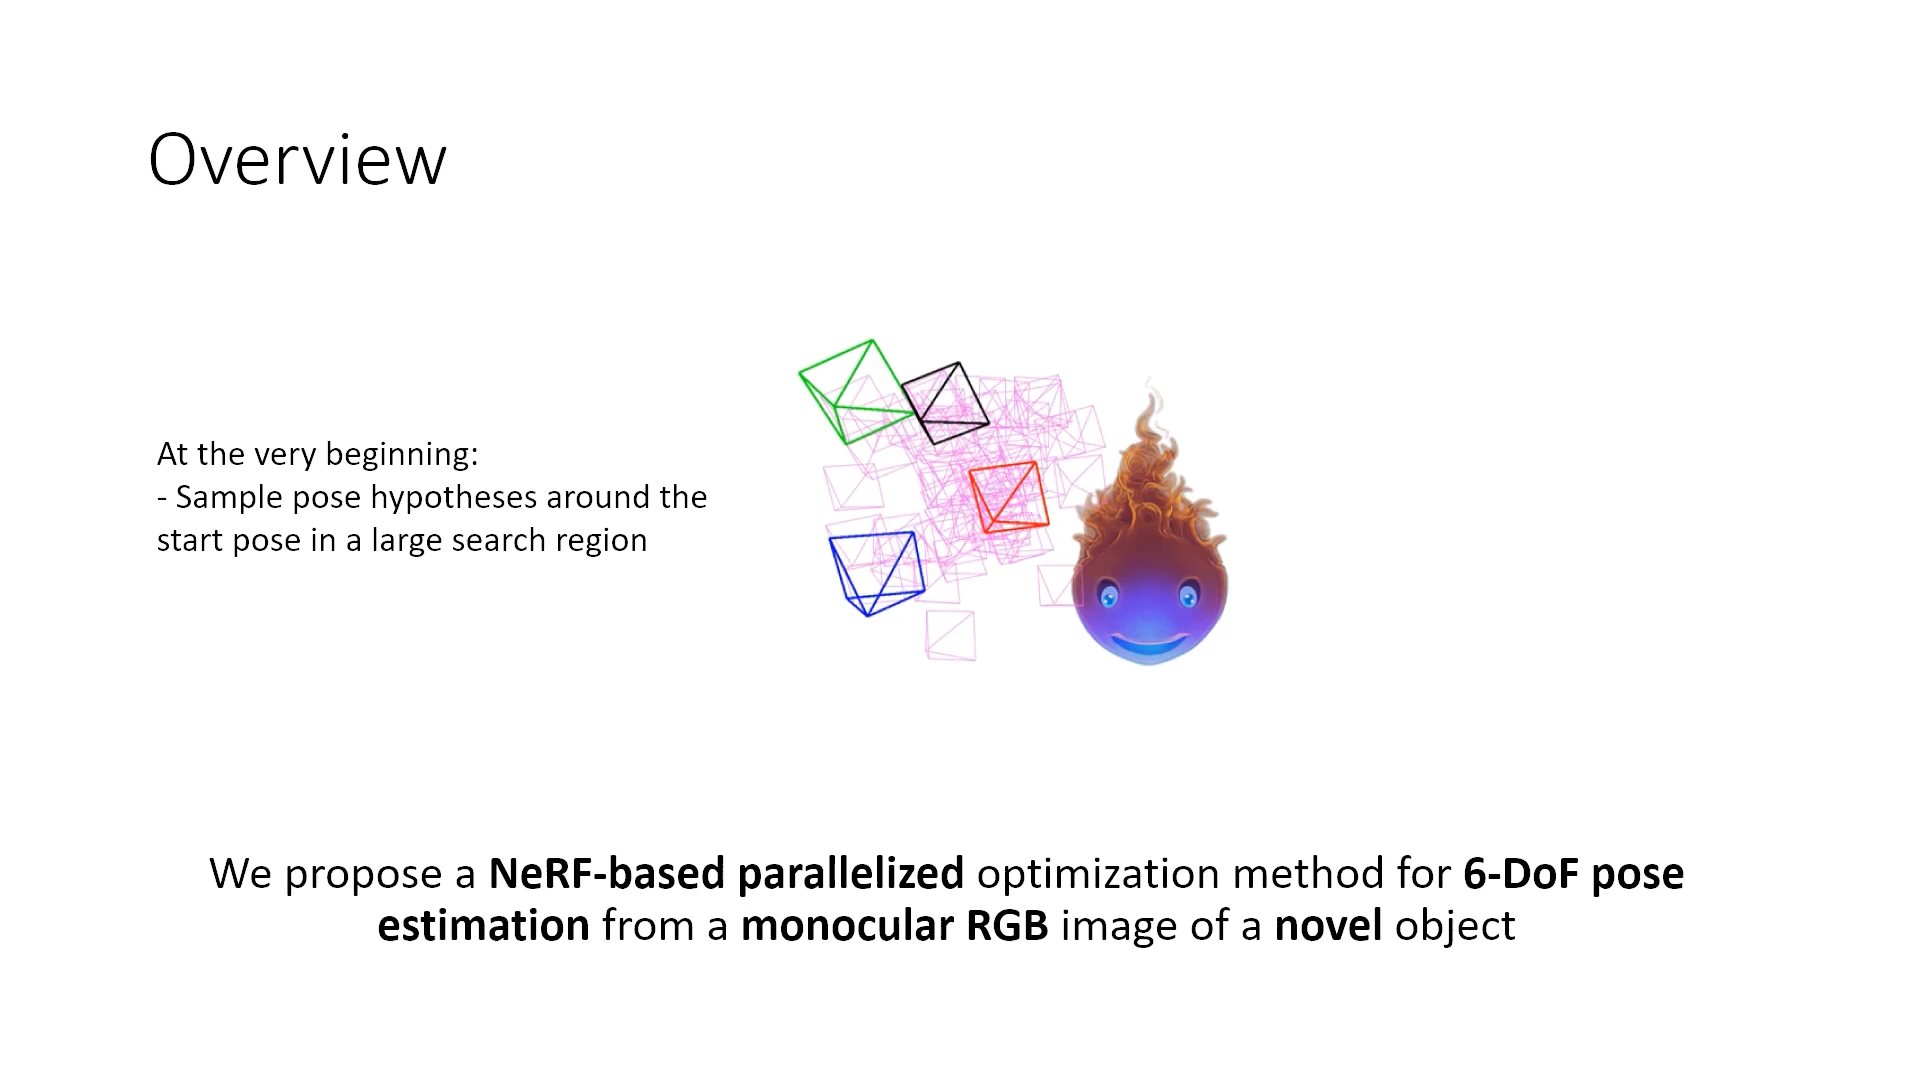 Overview
At the very beginning:
- Sample pose hypotheses around the
start pose in a large search region
We propose a NeRF-based parallelized optimization method for 6-DoF pose
estimation from a monocular RGB image of a novel object